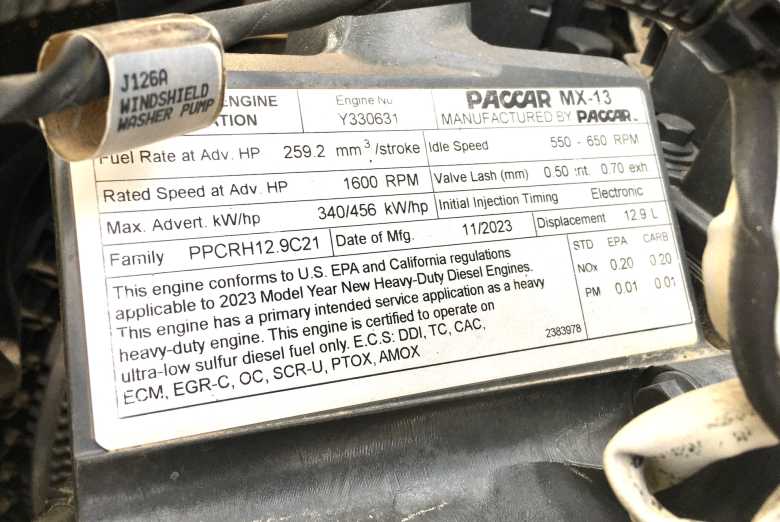 J126A
WINDSHIELD
WASHER PUMP
ENGINE
Engine No
Y330631
PACCAR MX-13
MANUFACTURED BY PACCAR
Fuel Rate at Adv. HP 259.2 mm³/stroke
Idle Speed 550 - 650 RPM
Rated Speed at Adv. HP 1600 RPM
Valve Lash (mm) 0.50 int. 0.70 exh
Max. Advert. kW/hp 340/456 kW/hp
Initial Injection Timing Electronic
Family PPCRH12.9C21
Date of Mfg. 11/2023
Displacement 12.9 L
This engine conforms to U.S. EPA and California regulations
applicable to 2023 Model Year New Heavy-Duty Diesel Engines.
This engine has a primary intended service application as a heavy
heavy-duty engine. This engine is certified to operate on
ultra-low sulfur diesel fuel only. E.C.S: DDI, TC, CAC,
ECM, EGR-C, OC, SCR-U, PTOX, AMOX
2383978
STD EPA CARB
NOx 0.20 0.20
PM 0.01 0.01